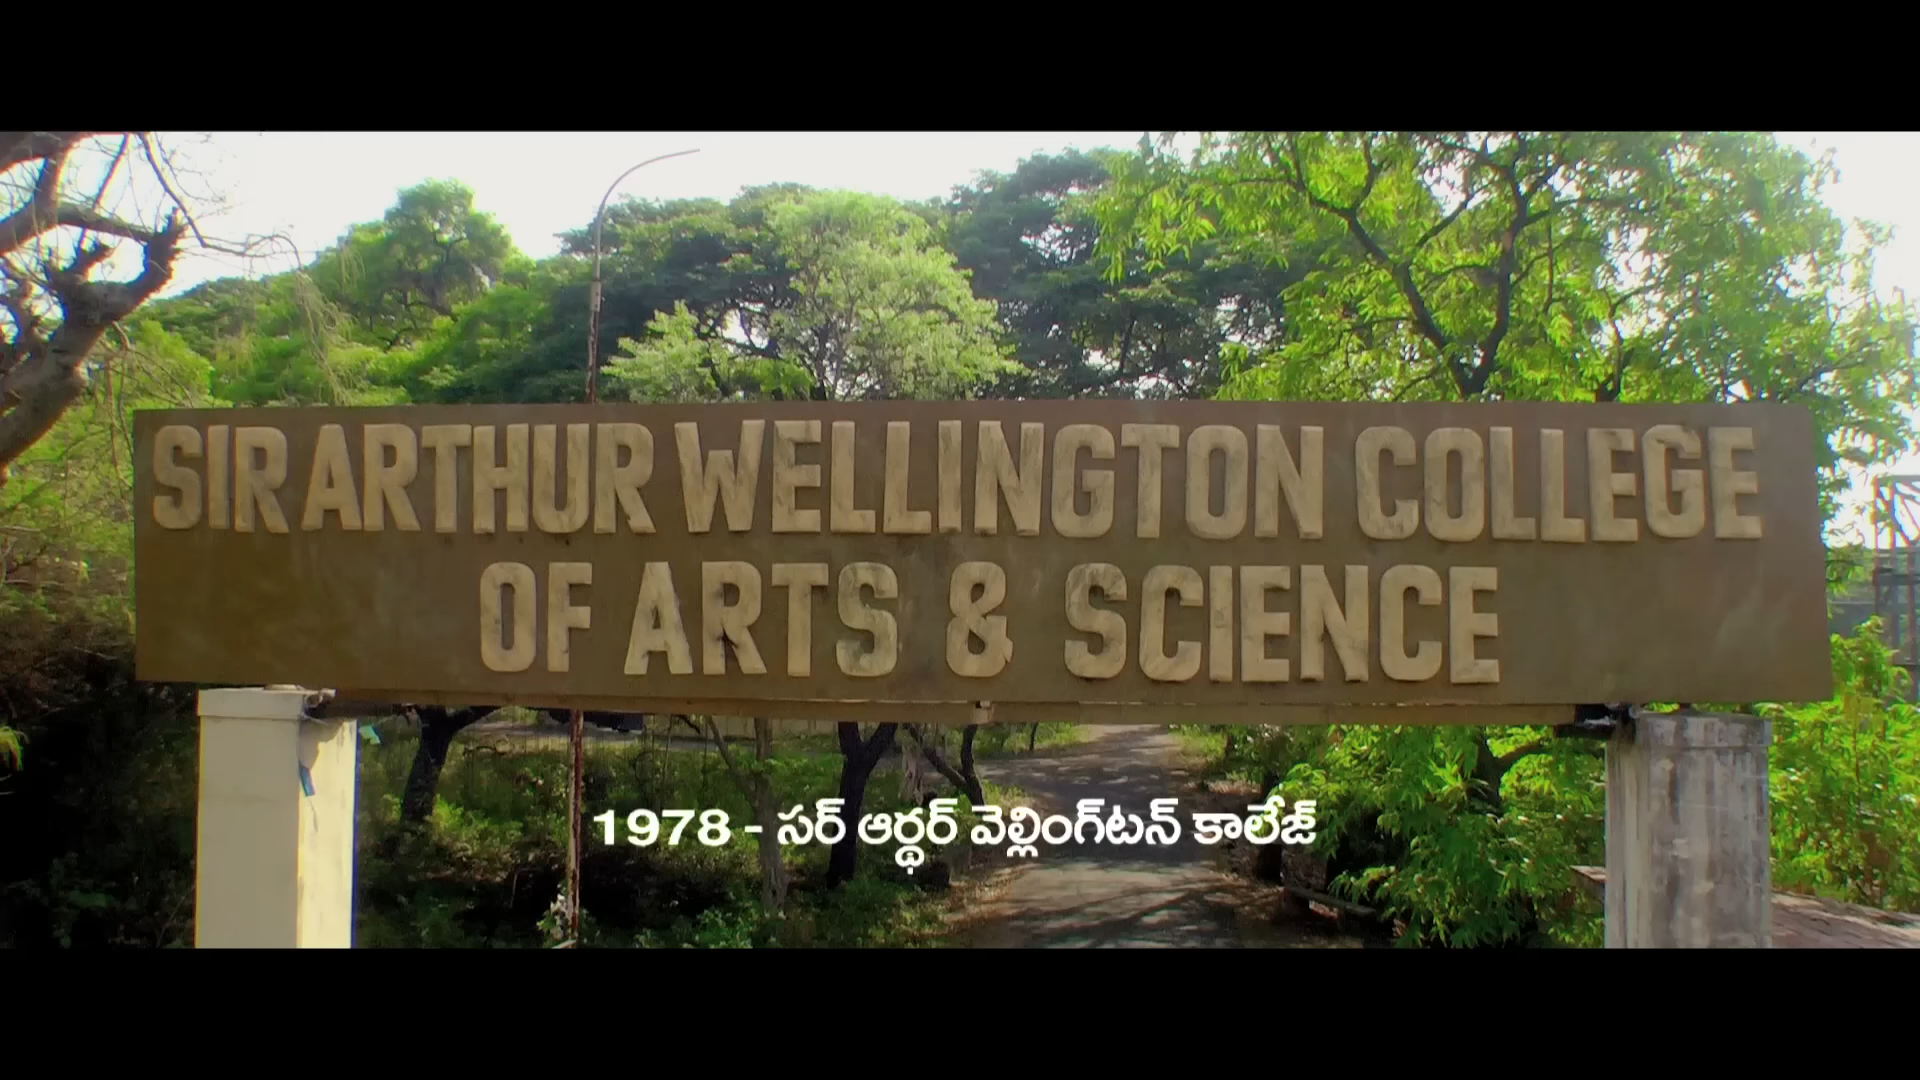 SIR ARTHUR WELLINGTON COLLEGE
OF ARTS & SCIENCE
1978 - సర్ ఆర్థర్ వెల్లింగ్‌టన్ కాలేజ్